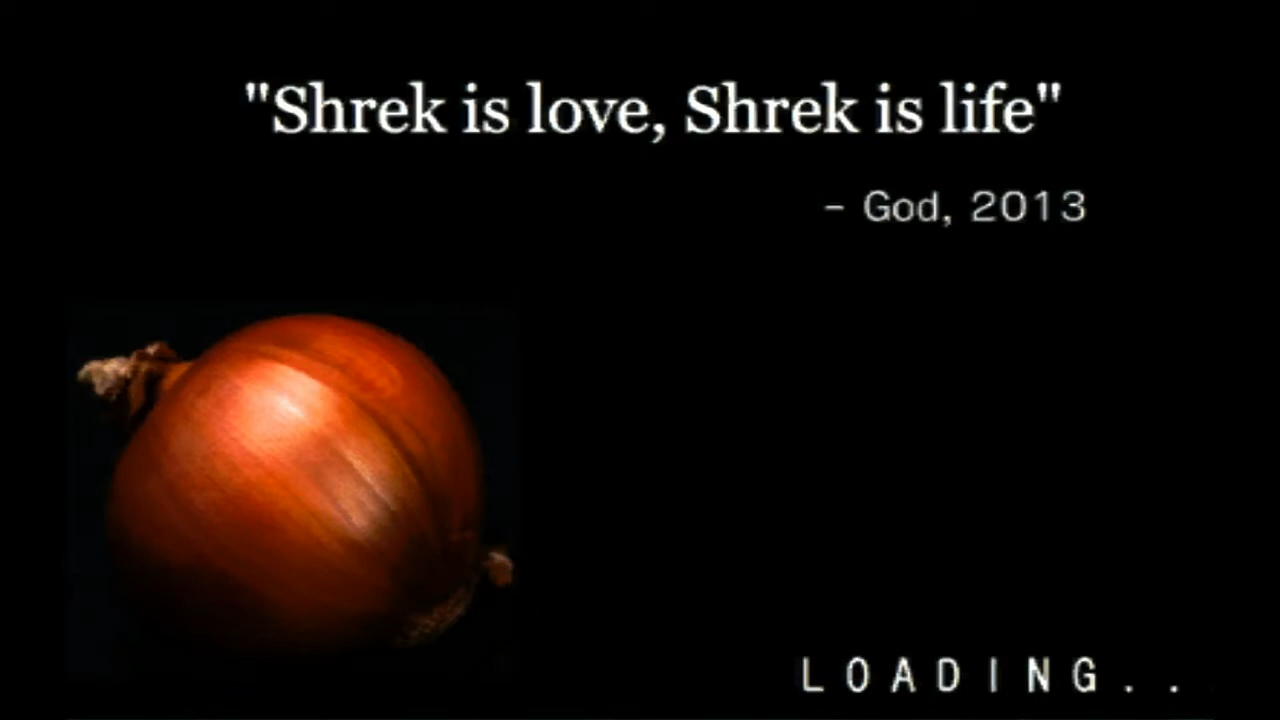 "Shrek is love, Shrek is life"
– God, 2013
LOADING..